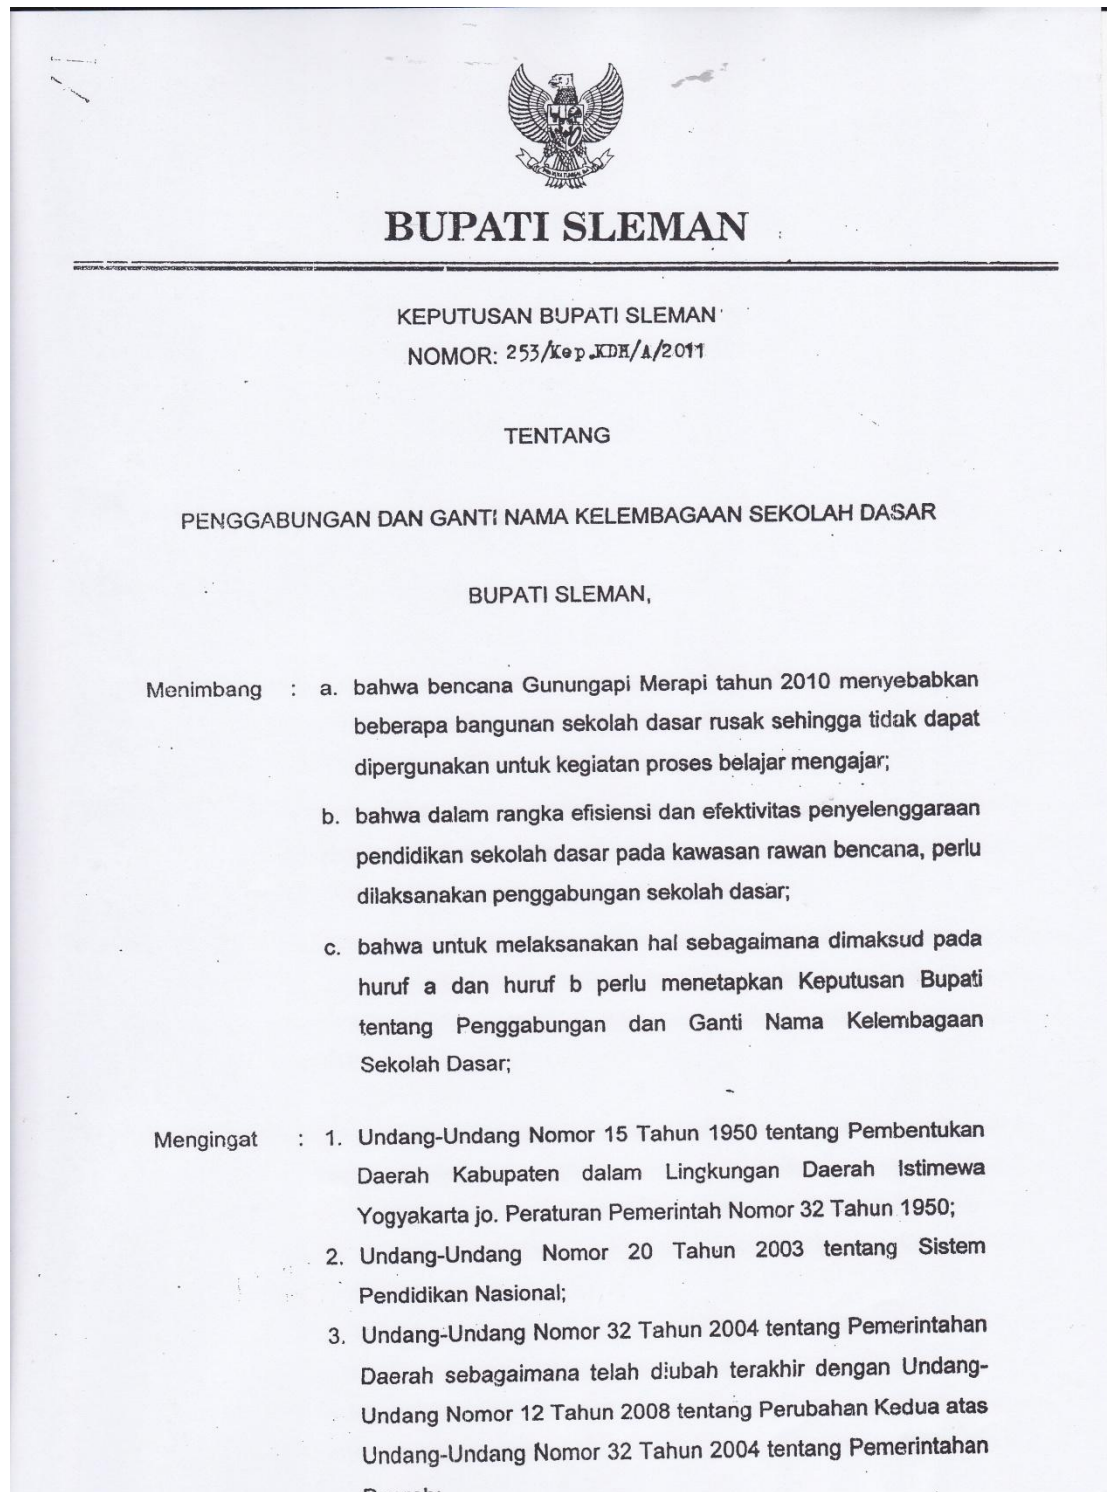 BUPATI SLEMAN
KEPUTUSAN BUPATI SLEMAN
NOMOR: 253/Kep.KDH/A/2011
TENTANG
PENGGABUNGAN DAN GANTI NAMA KELEMBAGAAN SEKOLAH DASAR
BUPATI SLEMAN,
Menimbang : a. bahwa bencana Gunungapi Merapi tahun 2010 menyebabkan
beberapa bangunan sekolah dasar rusak sehingga tidak dapat
dipergunakan untuk kegiatan proses belajar mengajar;
b. bahwa dalam rangka efisiensi dan efektivitas penyelenggaraan
pendidikan sekolah dasar pada kawasan rawan bencana, perlu
dilaksanakan penggabungan sekolah dasar;
c. bahwa untuk melaksanakan hal sebagaimana dimaksud pada
huruf a dan huruf b perlu menetapkan Keputusan Bupati
tentang Penggabungan dan Ganti Nama Kelembagaan
Sekolah Dasar;
Mengingat : 1. Undang-Undang Nomor 15 Tahun 1950 tentang Pembentukan
Daerah Kabupaten dalam Lingkungan Daerah Istimewa
Yogyakarta jo. Peraturan Pemerintah Nomor 32 Tahun 1950;
2. Undang-Undang Nomor 20 Tahun 2003 tentang Sistem
Pendidikan Nasional;
3. Undang-Undang Nomor 32 Tahun 2004 tentang Pemerintahan
Daerah sebagaimana telah diubah terakhir dengan Undang-
Undang Nomor 12 Tahun 2008 tentang Perubahan Kedua atas
Undang-Undang Nomor 32 Tahun 2004 tentang Pemerintahan